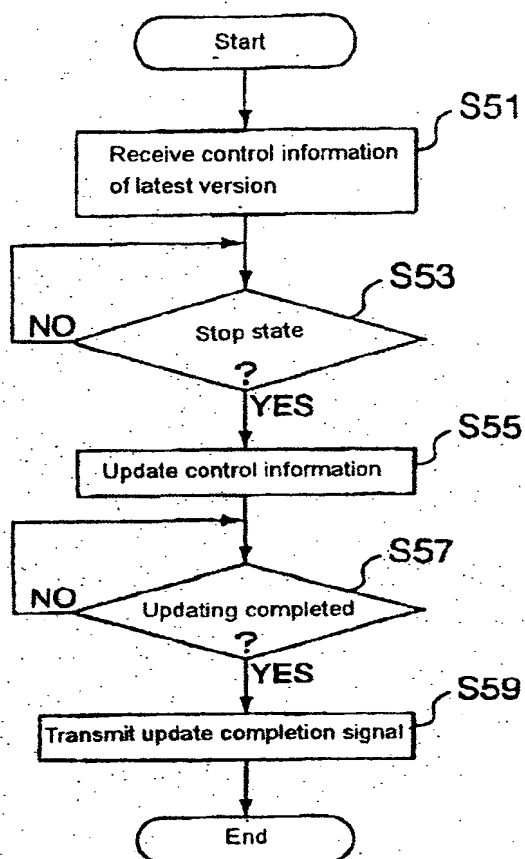 Start
S51
Receive control information
of latest version
S53
Stop state
?
NO
YES
S55
Update control information
S57
Updating completed
?
NO
YES
S59
Transmit update completion signal
End